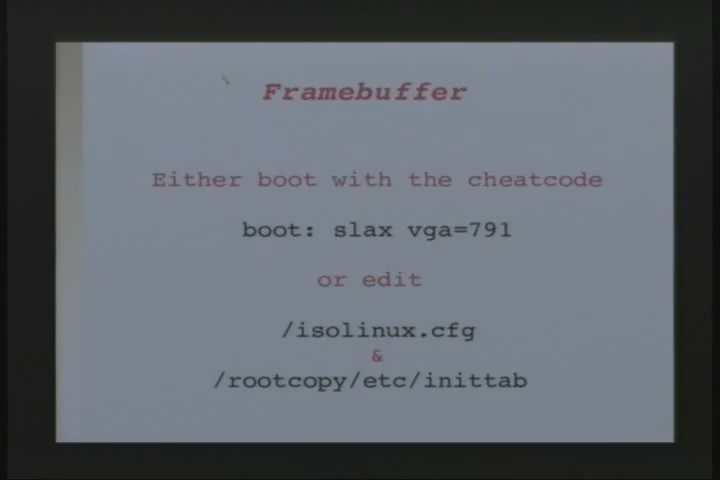 Framebuffer
Either boot with the cheatcode
boot: slax vga=791
or edit
/isolinux.cfg
&
/rootcopy/etc/inittab